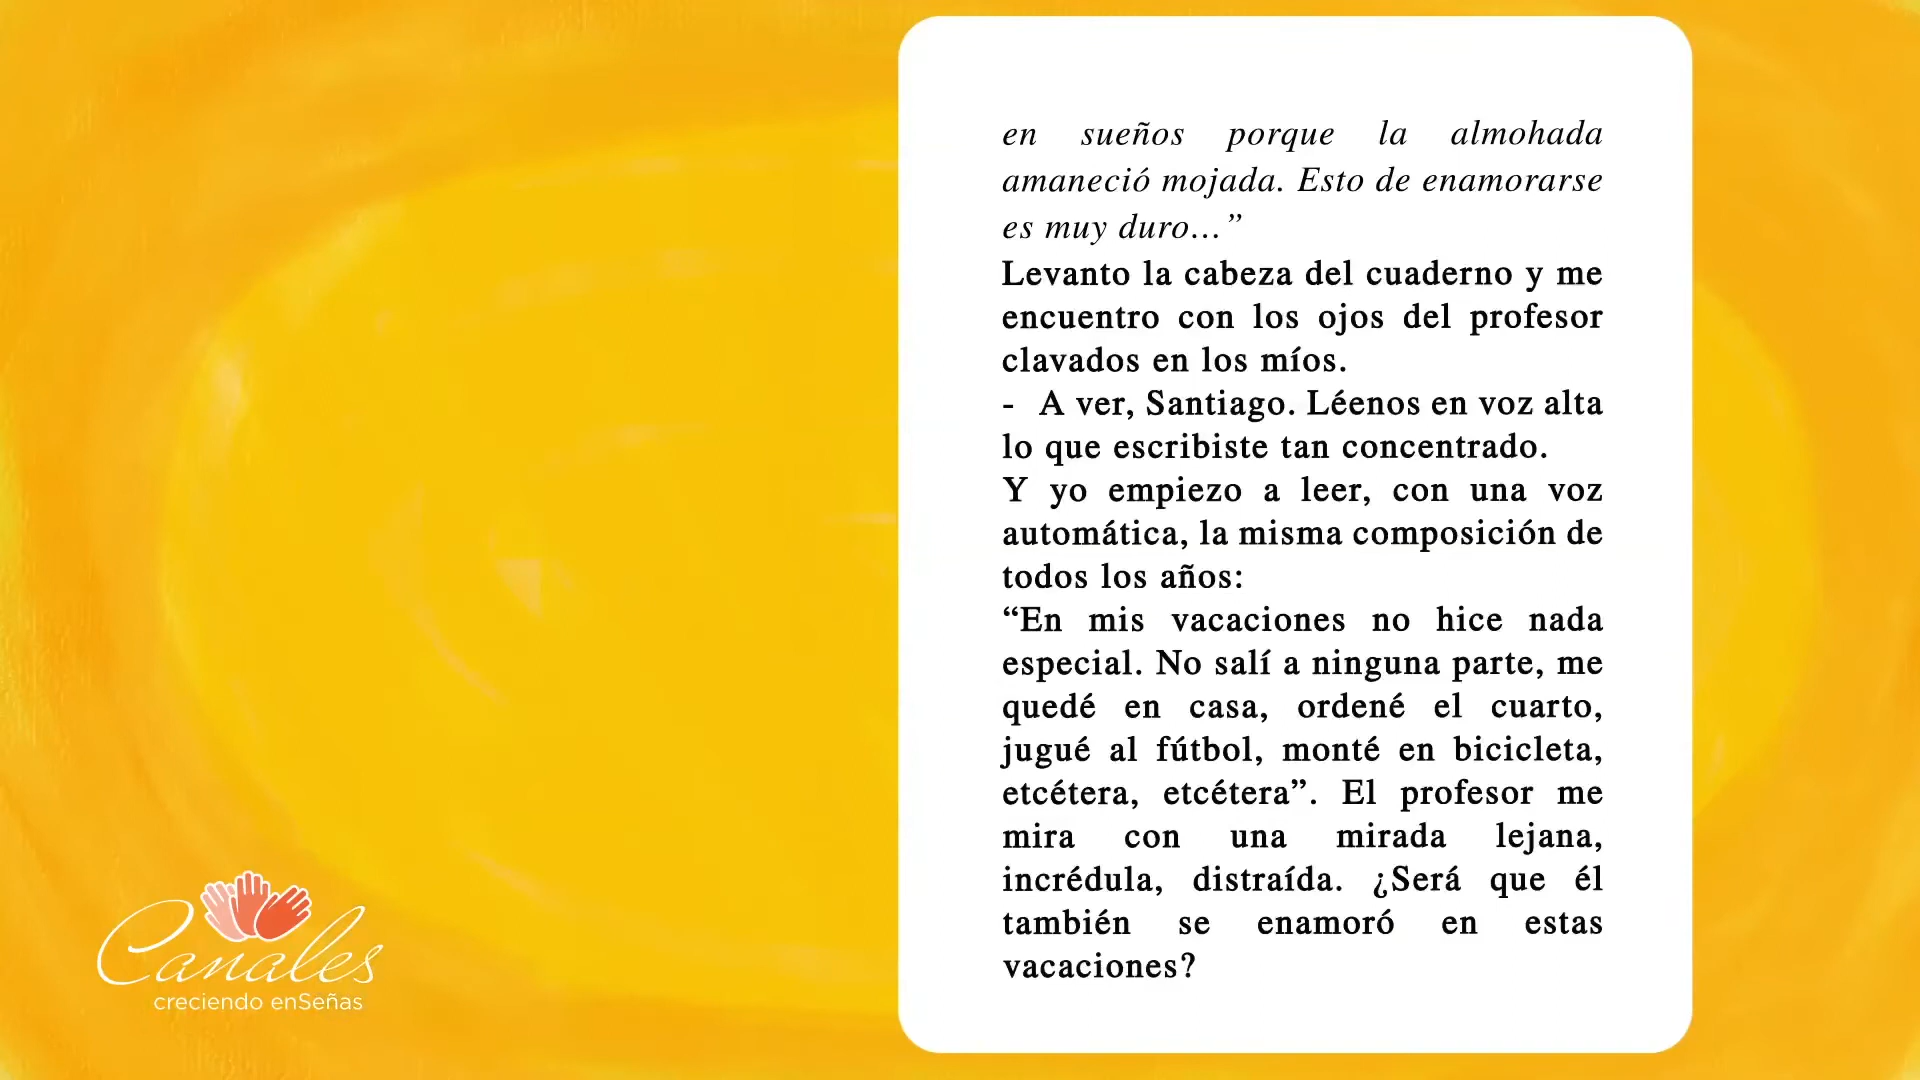 en sueños porque la almohada
amaneció mojada. Esto de enamorarse
es muy duro…”
Levanto la cabeza del cuaderno y me
encuentro con los ojos del profesor
clavados en los míos.
- A ver, Santiago. Léenos en voz alta
lo que escribiste tan concentrado.
Y yo empiezo a leer, con una voz
automática, la misma composición de
todos los años:
“En mis vacaciones no hice nada
especial. No salí a ninguna parte, me
quedé en casa, ordené el cuarto,
jugué al fútbol, monté en bicicleta,
etcétera, etcétera”. El profesor me
mira con una mirada lejana,
incrédula, distraída. ¿Será que él
también se enamoró en estas
vacaciones?
Canales
creciendo enSeñas